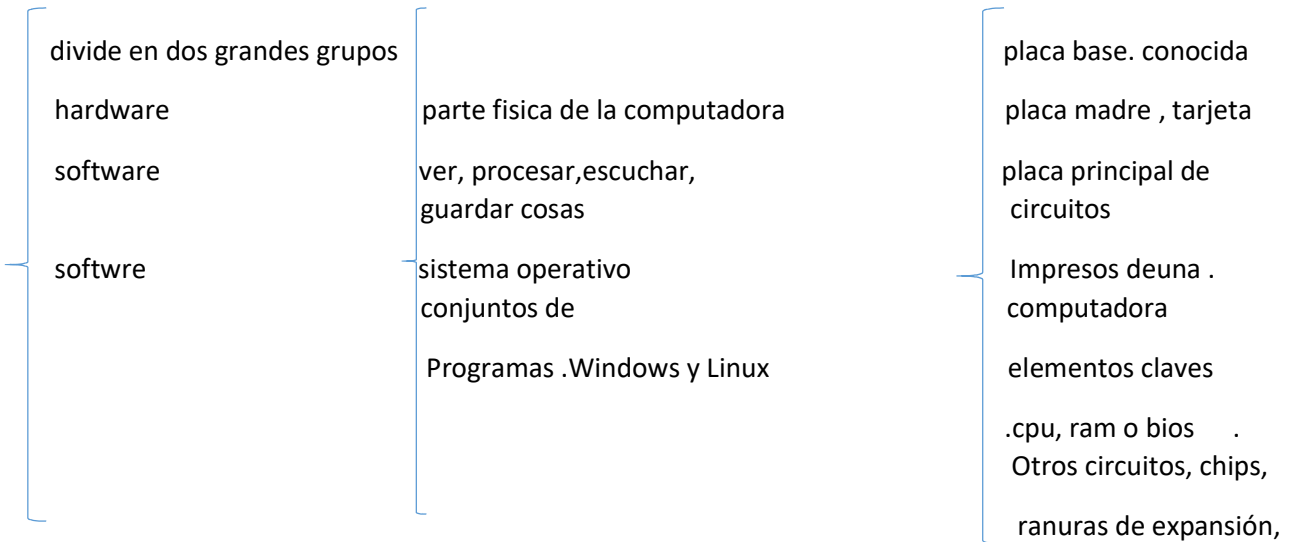 divide en dos grandes grupos
hardware
software
softwre
parte fisica de la computadora
ver, procesar,escuchar,
guardar cosas
sistema operativo
conjuntos de
Programas .Windows y Linux
placa base. conocida
placa madre , tarjeta
placa principal de
circuitos
Impresos deuna .
computadora
elementos claves
.cpu, ram o bios .
Otros circuitos, chips,
ranuras de expansión,